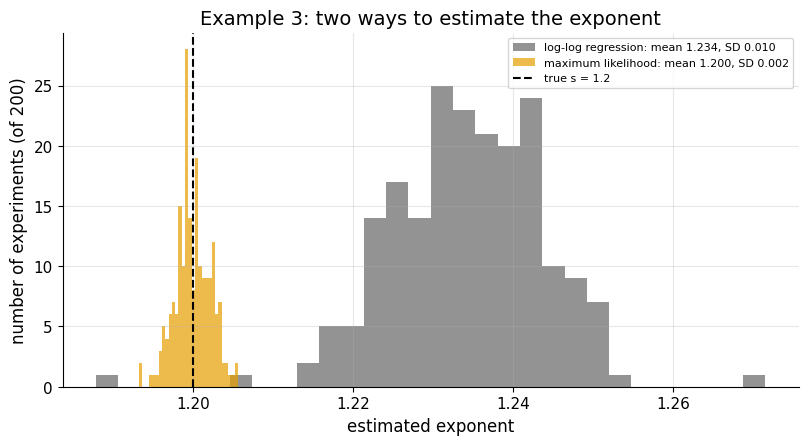 Example 3: two ways to estimate the exponent
log-log regression: mean 1.234, SD 0.010
maximum likelihood: mean 1.200, SD 0.002
true s = 1.2
number of experiments (of 200)
25
20
15
10
5
0
1.20
1.22
1.24
1.26
estimated exponent